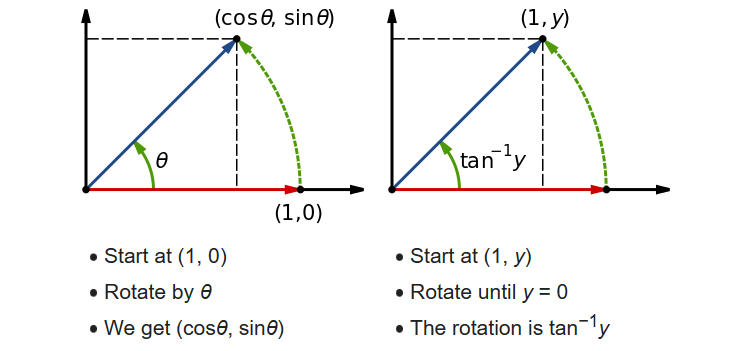 (cosθ, sinθ)
θ
(1,0)
• Start at (1, 0)
• Rotate by θ
• We get (cosθ, sinθ)
(1, y)
tan⁻¹y
• Start at (1, y)
• Rotate until y = 0
• The rotation is tan⁻¹y